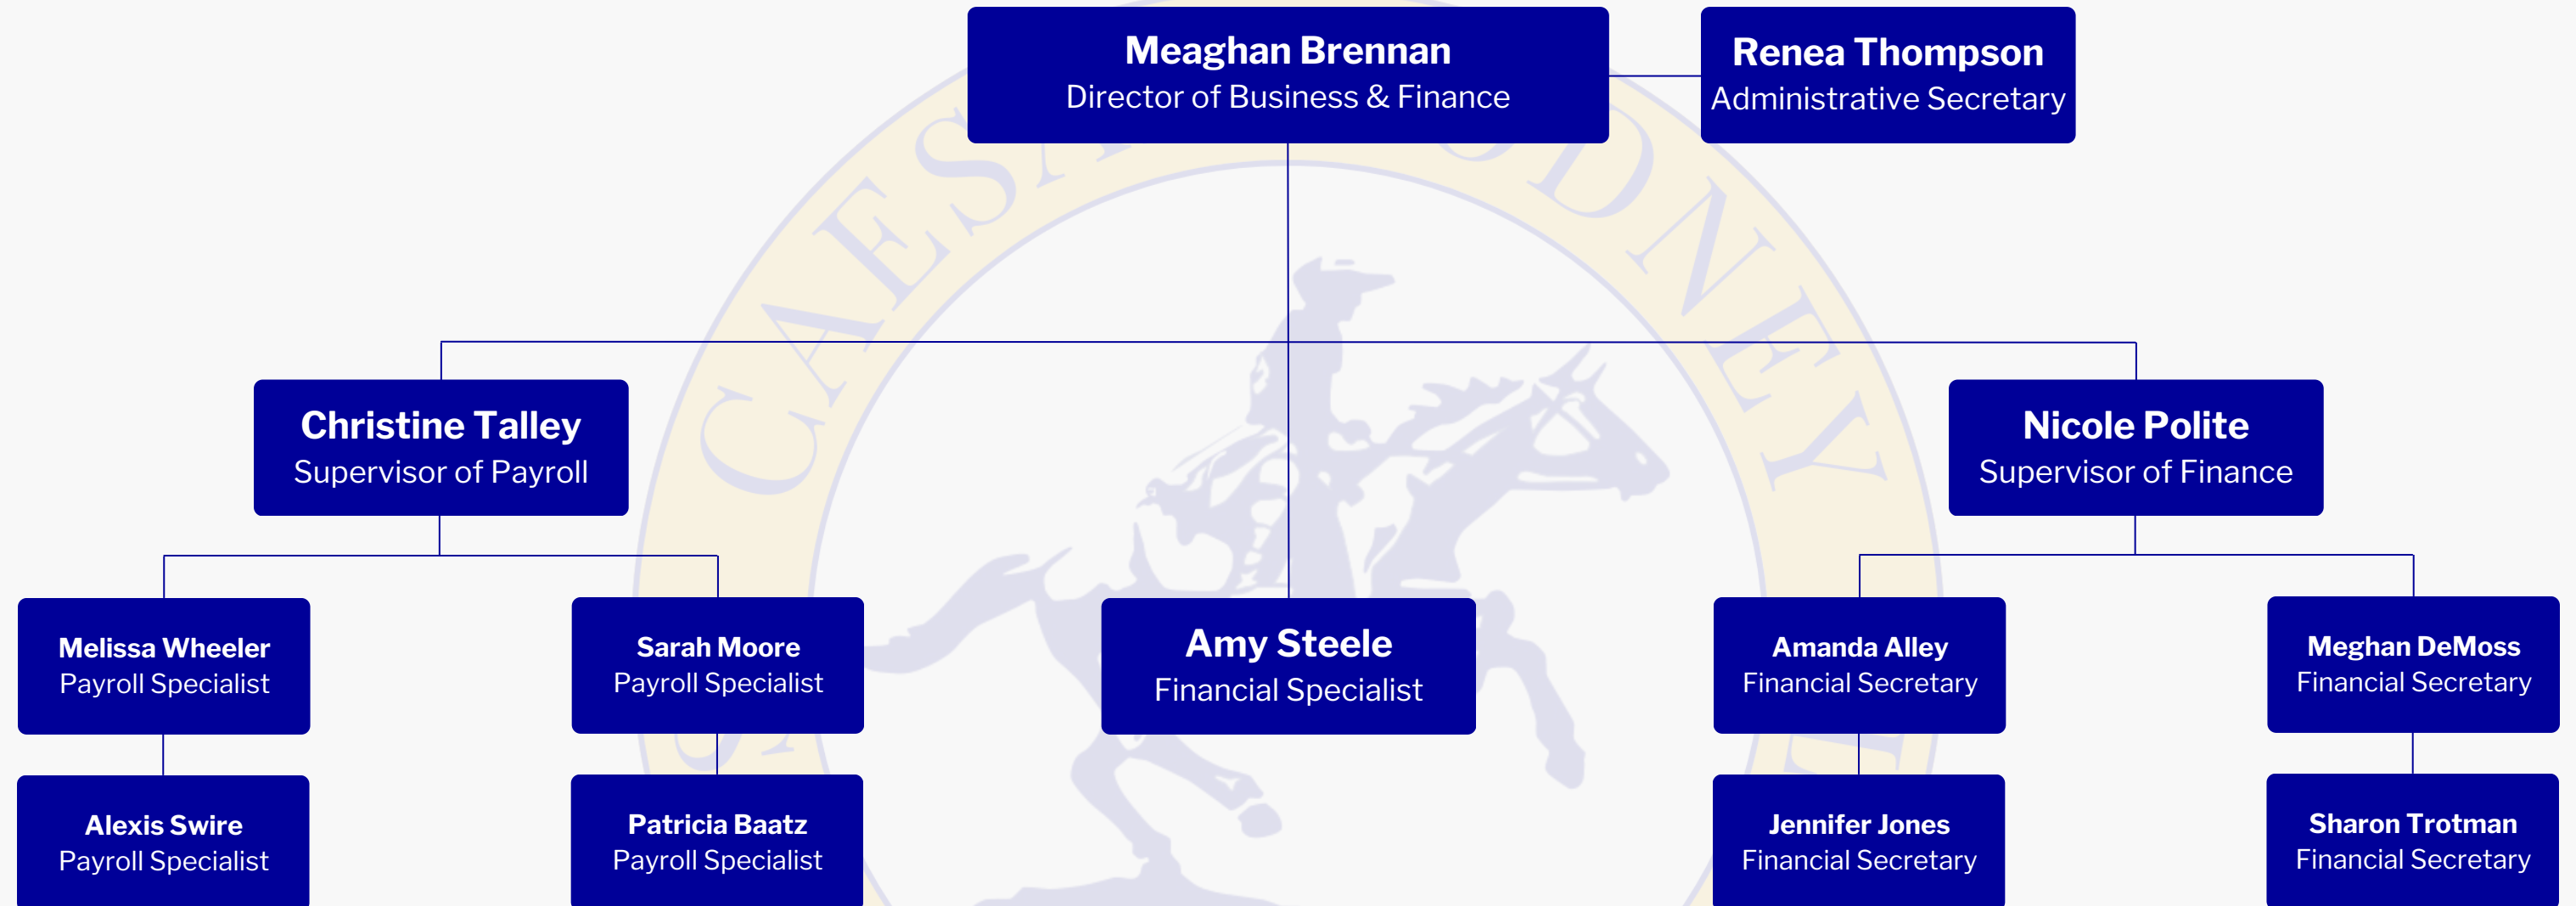 Meaghan Brennan
Director of Business & Finance
Renea Thompson
Administrative Secretary
Christine Talley
Supervisor of Payroll
Nicole Polite
Supervisor of Finance
Melissa Wheeler
Payroll Specialist
Sarah Moore
Payroll Specialist
Amy Steele
Financial Specialist
Amanda Alley
Financial Secretary
Meghan DeMoss
Financial Secretary
Alexis Swire
Payroll Specialist
Patricia Baatz
Payroll Specialist
Jennifer Jones
Financial Secretary
Sharon Trotman
Financial Secretary